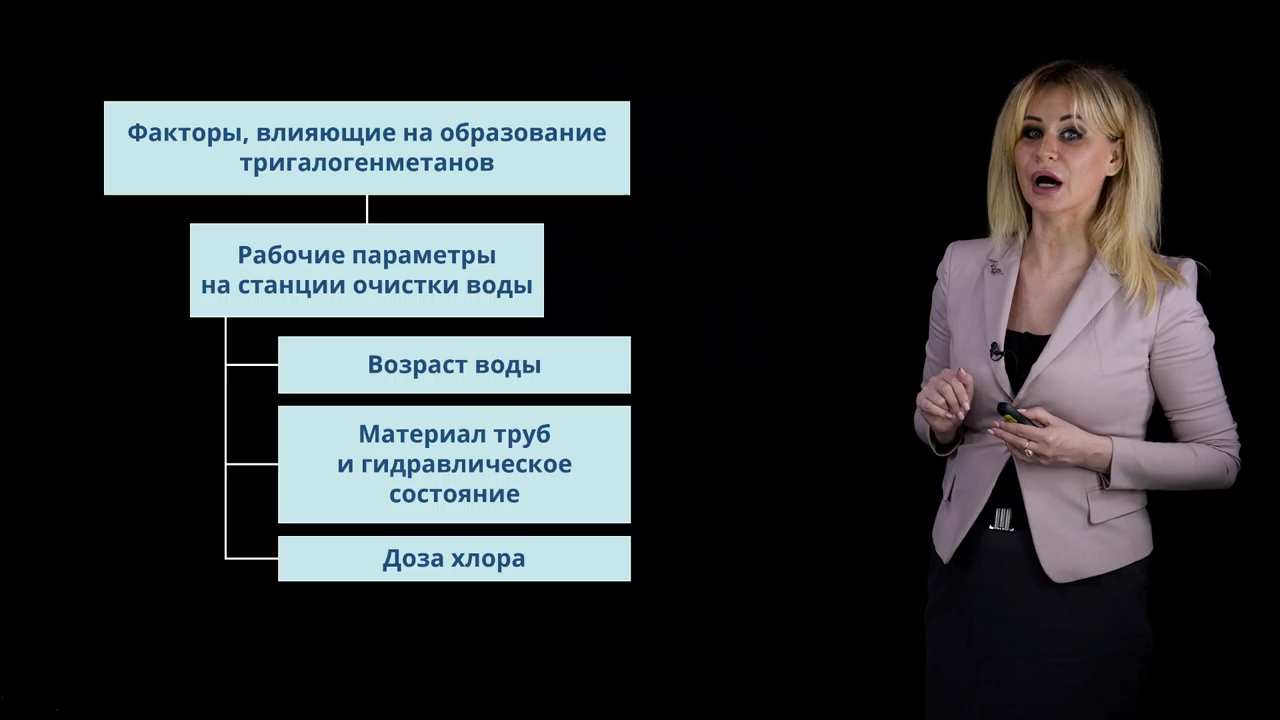 Факторы, влияющие на образование
тригалогенметанов
Рабочие параметры
на станции очистки воды
Возраст воды
Материал труб
и гидравлическое
состояние
Доза хлора